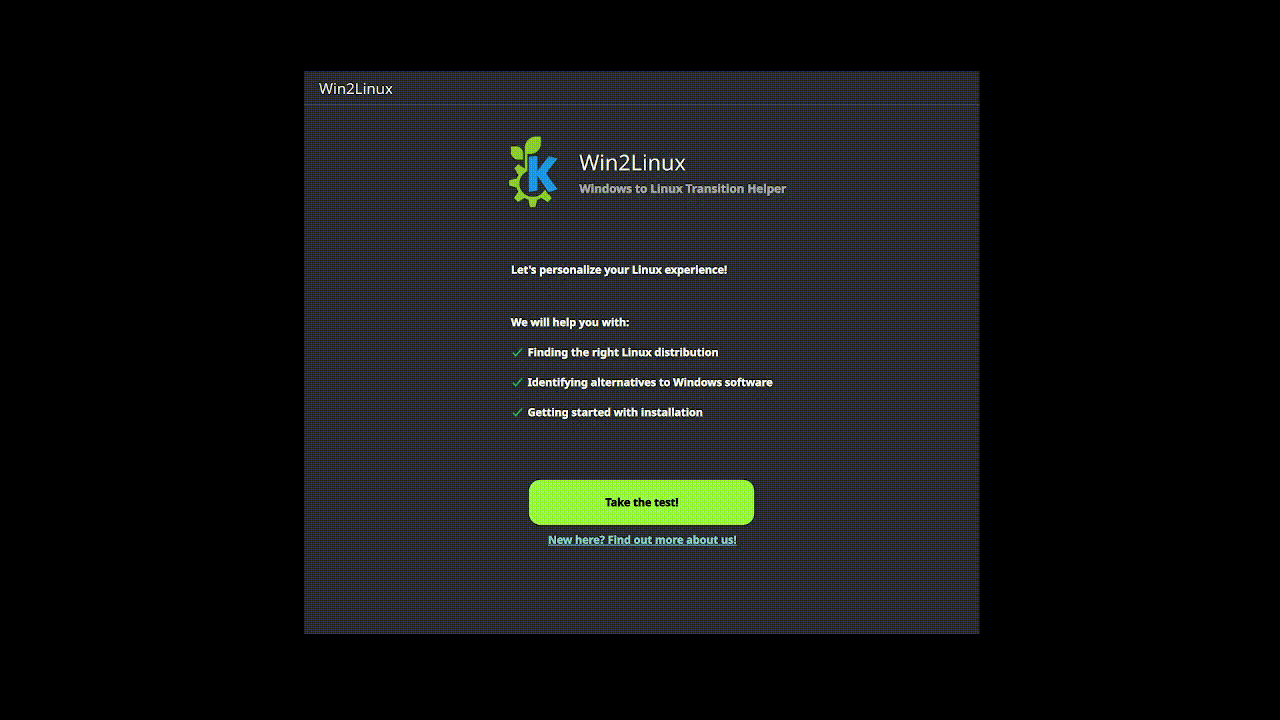 Win2Linux
Win2Linux
Windows to Linux Transition Helper
Let's personalize your Linux experience!
We will help you with:
Finding the right Linux distribution
Identifying alternatives to Windows software
Getting started with installation
Take the test!
New here? Find out more about us!